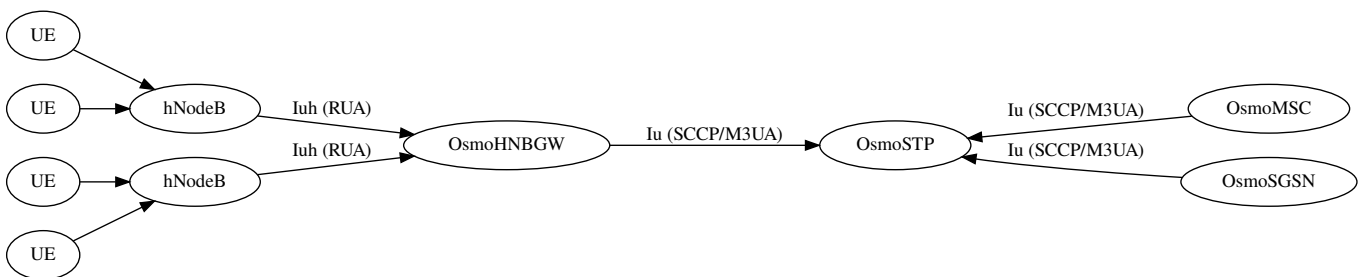 UE
UE
hNodeB
Iuh (RUA)
UE
hNodeB
Iuh (RUA)
UE
OsmoHNBGW
Iu (SCCP/M3UA)
OsmoSTP
Iu (SCCP/M3UA)
OsmoMSC
Iu (SCCP/M3UA)
OsmoSGSN